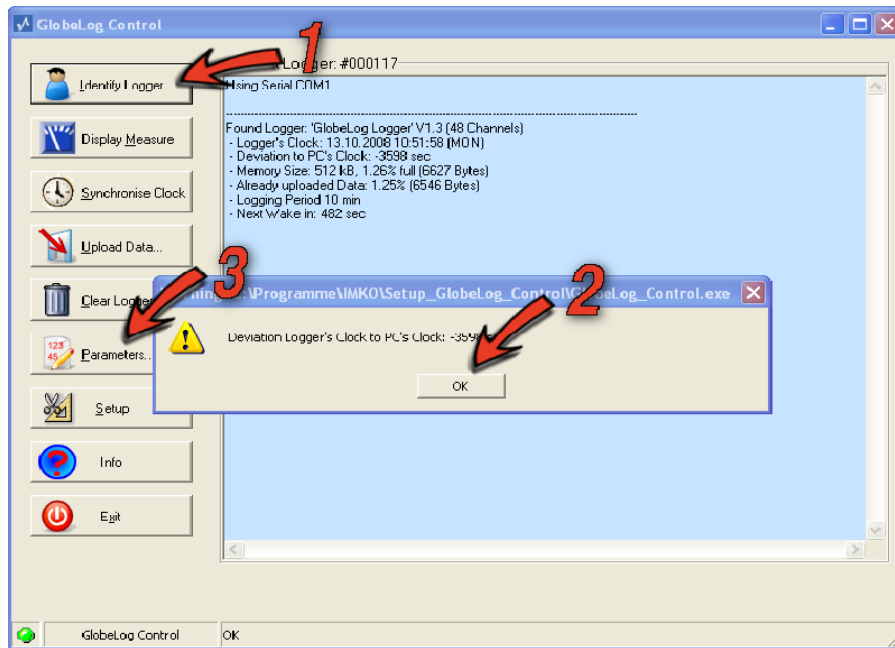 GlobeLog Control
1
Logger: #000117
Identify Logger
Using Serial COM1
Display Measure
Found Logger: 'GlobeLog Logger' V1.3 (48 Channels)
- Logger's Clock: 13.10.2008 10:51:58 (MON)
- Deviation to PC's Clock: -3598 sec
- Memory Size: 512 kB, 1.26% full (6627 Bytes)
- Already uploaded Data: 1.25% (6546 Bytes)
- Logging Period 10 min
- Next Wake in: 482 sec
Synchronise Clock
Upload Data...
3
2
Clear
:\Programme\IMKO\Setup_GlobeLog_Control\GlobeLog_Control.exe
Deviation Logger's Clock to PC's Clock: -3598
123
45
Parameters..
OK
Setup
?
Info
Exit
GlobeLog Control
OK